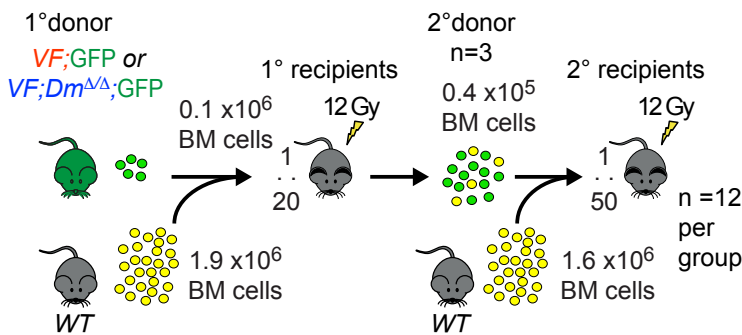 1°donor
VF;GFP or
VF;Dm^Δ/Δ;GFP
0.1 x10⁶
BM cells
1° recipients
12 Gy
1
. .
20
WT
1.9 x10⁶
BM cells
2°donor
n=3
0.4 x10⁵
BM cells
2° recipients
12 Gy
1
. .
50
n =12
per
group
WT
1.6 x10⁶
BM cells